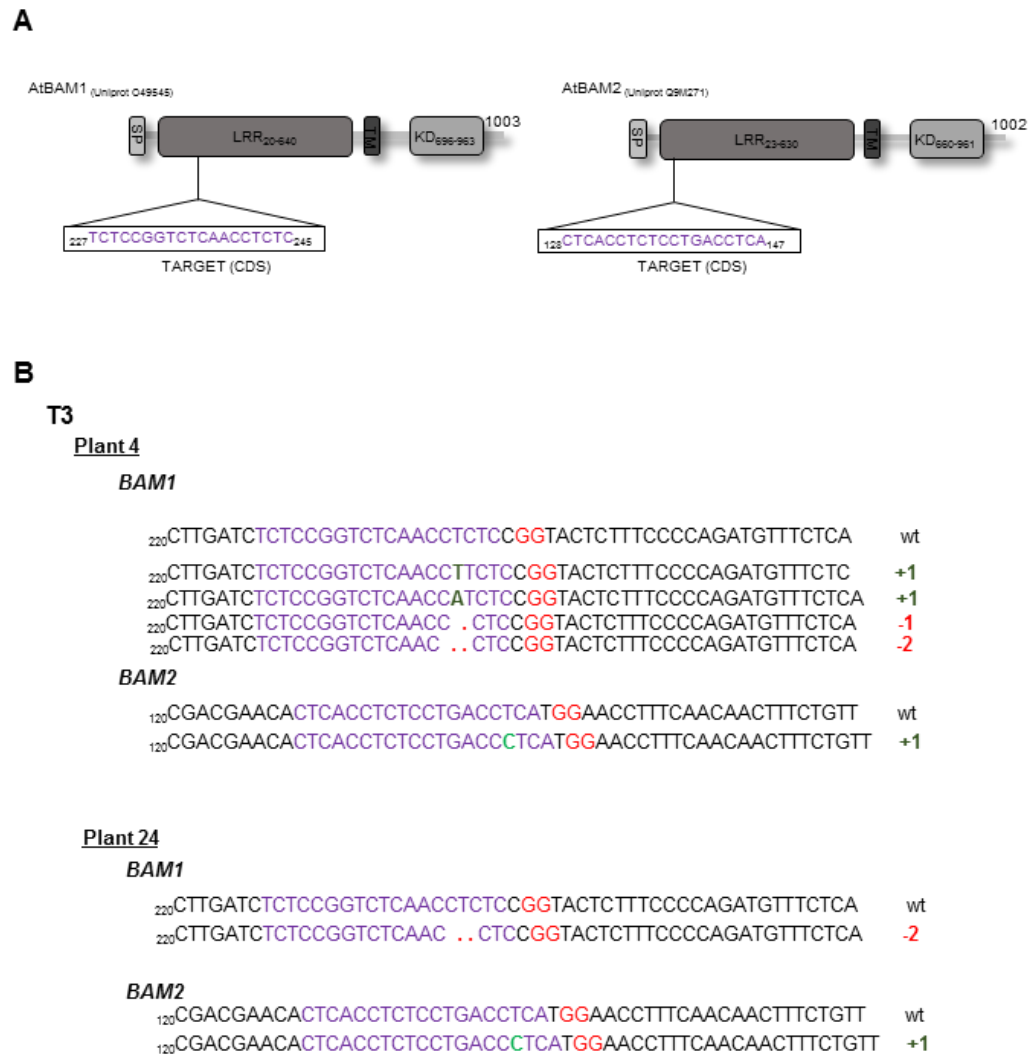 A
AtBAM1 (Uniprot O49545)
SP LRR20-640 TM KD696-963 1003
227TCTCCGGTCTCAACCTCTC245
TARGET (CDS)
AtBAM2 (Uniprot Q9M271)
SP LRR23-630 TM KD660-961 1002
128CTCACCTCTCCTGACCTCA147
TARGET (CDS)
B
T3
Plant 4
BAM1
220CTTGATCTCTCCGGTCTCAACCTCTCCGGTACTCTTTCCCCAGATGTTTCTCA wt
220CTTGATCTCTCCGGTCTCAACCTTCTCCGGTACTCTTTCCCCAGATGTTTCTC +1
220CTTGATCTCTCCGGTCTCAACCATCTCCGGTACTCTTTCCCCAGATGTTTCTCA +1
220CTTGATCTCTCCGGTCTCAACC .CTCCGGTACTCTTTCCCCAGATGTTTCTCA -1
220CTTGATCTCTCCGGTCTCAAC ..CTCCGGTACTCTTTCCCCAGATGTTTCTCA -2
BAM2
120CGACGAACACTCACCTCTCCTGACCTCATGGAACCTTTCAACAACTTTCTGTT wt
120CGACGAACACTCACCTCTCCTGACCCTCATGGAACCTTTCAACAACTTTCTGTT +1
Plant 24
BAM1
220CTTGATCTCTCCGGTCTCAACCTCTCCGGTACTCTTTCCCCAGATGTTTCTCA wt
220CTTGATCTCTCCGGTCTCAAC ..CTCCGGTACTCTTTCCCCAGATGTTTCTCA -2
BAM2
120CGACGAACACTCACCTCTCCTGACCTCATGGAACCTTTCAACAACTTTCTGTT wt
120CGACGAACACTCACCTCTCCTGACCCTCATGGAACCTTTCAACAACTTTCTGTT +1